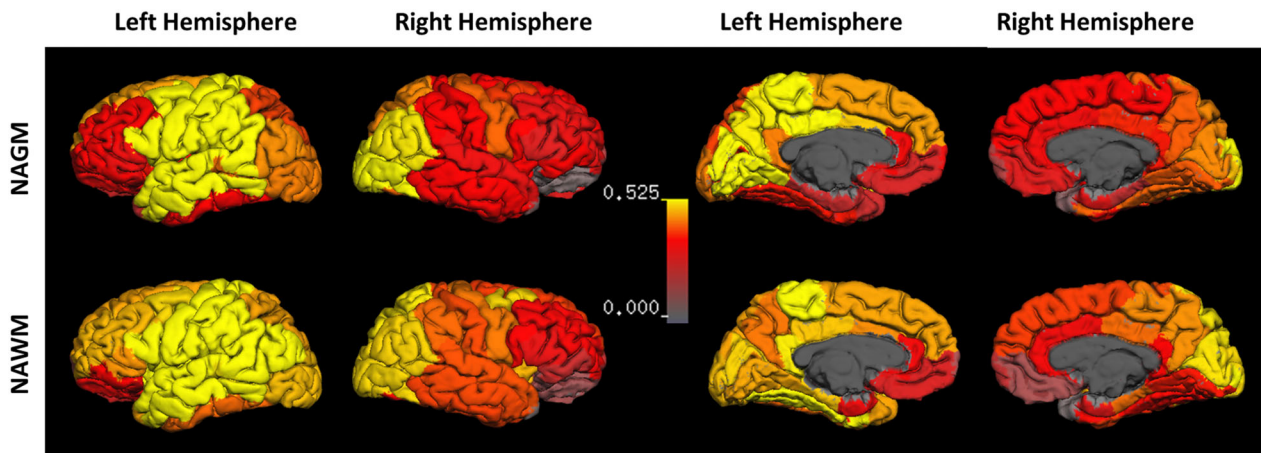 Left Hemisphere Right Hemisphere Left Hemisphere Right Hemisphere
NAGM
0.525
0.000
NAWM